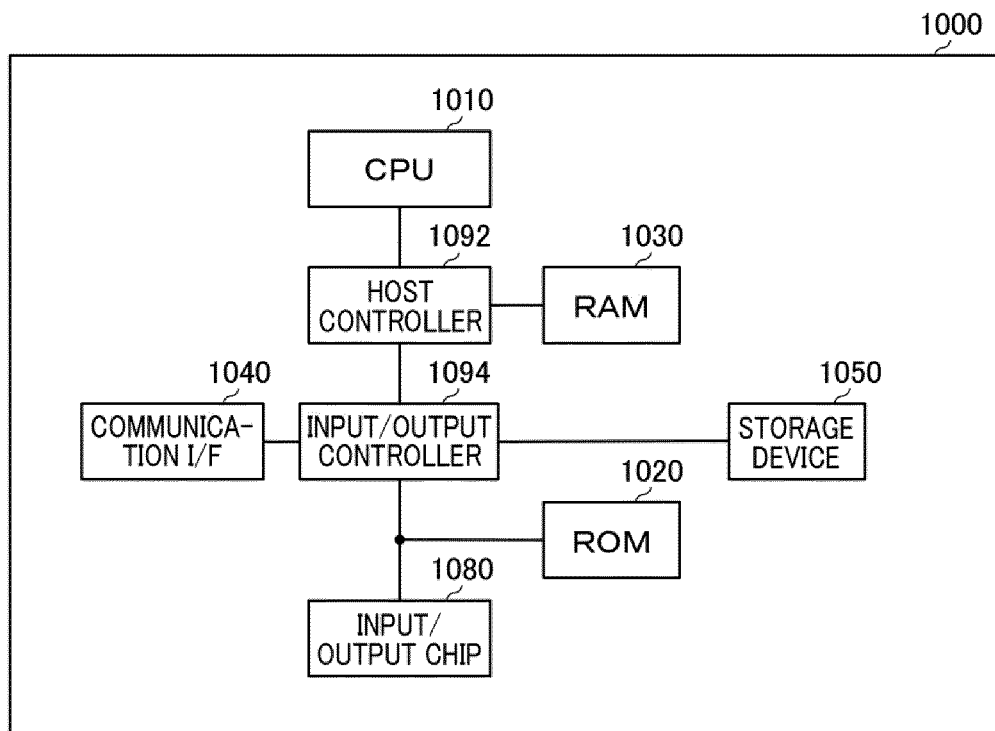 1000
1010
CPU
1092
1030
HOST
CONTROLLER
RAM
1040
1094
1050
COMMUNICA-
TION I/F
INPUT/OUTPUT
CONTROLLER
STORAGE
DEVICE
1020
ROM
1080
INPUT/
OUTPUT CHIP